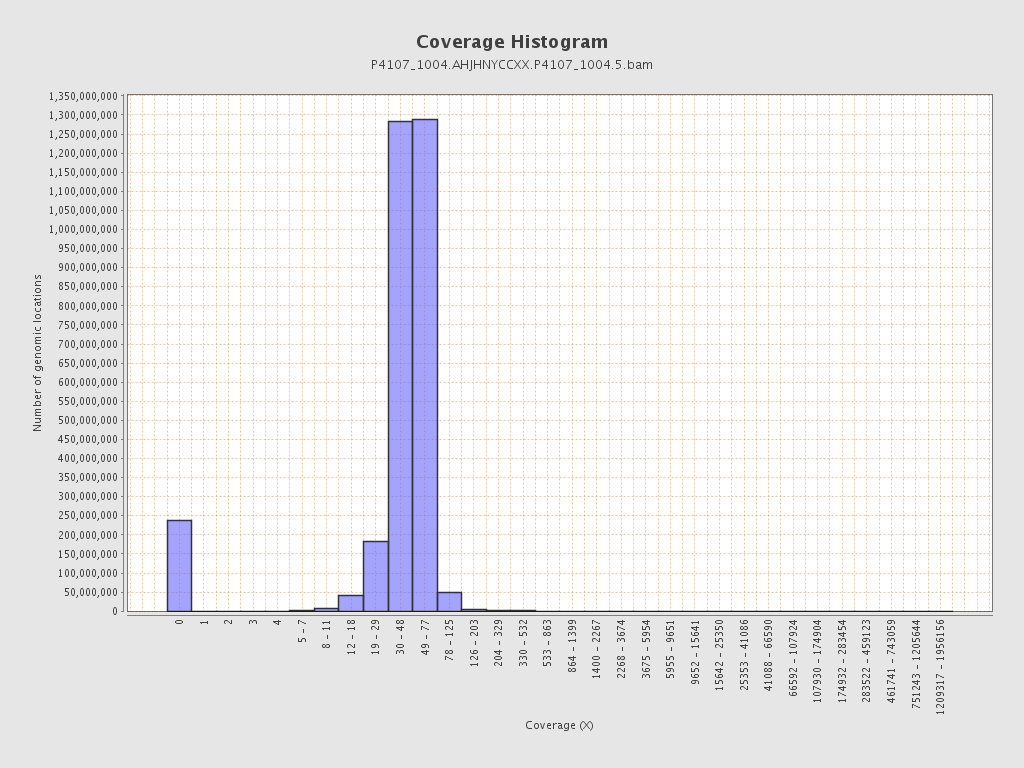 Coverage Histogram
P4107_1004.AHJHNYCCXX.P4107_1004.5.bam
1,350,000,000
1,300,000,000
1,250,000,000
1,200,000,000
1,150,000,000
1,100,000,000
1,050,000,000
1,000,000,000
950,000,000
900,000,000
850,000,000
800,000,000
750,000,000
700,000,000
650,000,000
600,000,000
550,000,000
500,000,000
450,000,000
400,000,000
350,000,000
300,000,000
250,000,000
200,000,000
150,000,000
100,000,000
50,000,000
0
Number of genomic locations
0
1
2
3
4
5 - 7
8 - 11
12 - 18
19 - 29
30 - 48
49 - 77
78 - 125
126 - 203
204 - 329
330 - 532
533 - 863
864 - 1399
1400 - 2267
2268 - 3674
3675 - 5954
5955 - 9651
9652 - 15641
15642 - 25350
25353 - 41086
41088 - 66590
66592 - 107924
107930 - 174904
174932 - 283454
283522 - 459123
461741 - 743059
751243 - 1205644
1209317 - 1956156
Coverage (X)